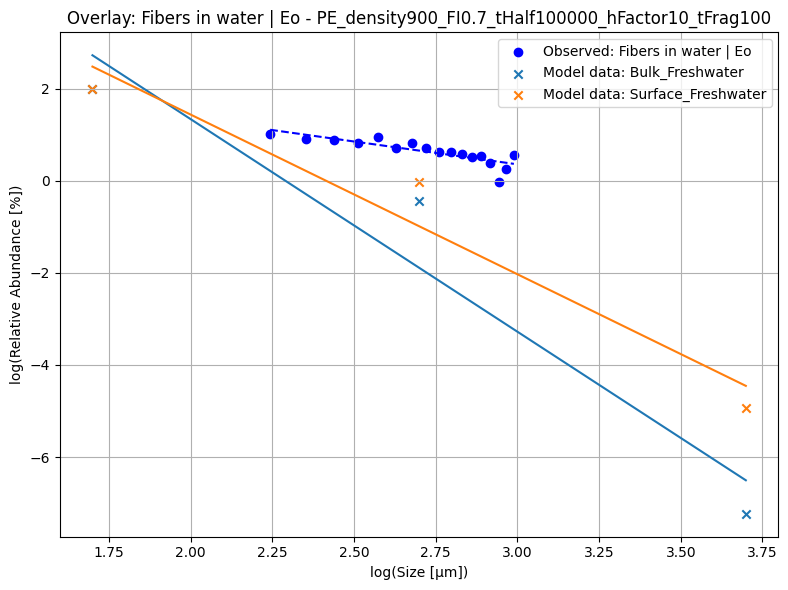 Overlay: Fibers in water | Eo - PE_density900_FI0.7_tHalf100000_hFactor10_tFrag100
Observed: Fibers in water | Eo
Model data: Bulk_Freshwater
Model data: Surface_Freshwater
log(Relative Abundance [%])
2
0
−2
−4
−6
1.75 2.00 2.25 2.50 2.75 3.00 3.25 3.50 3.75
log(Size [μm])